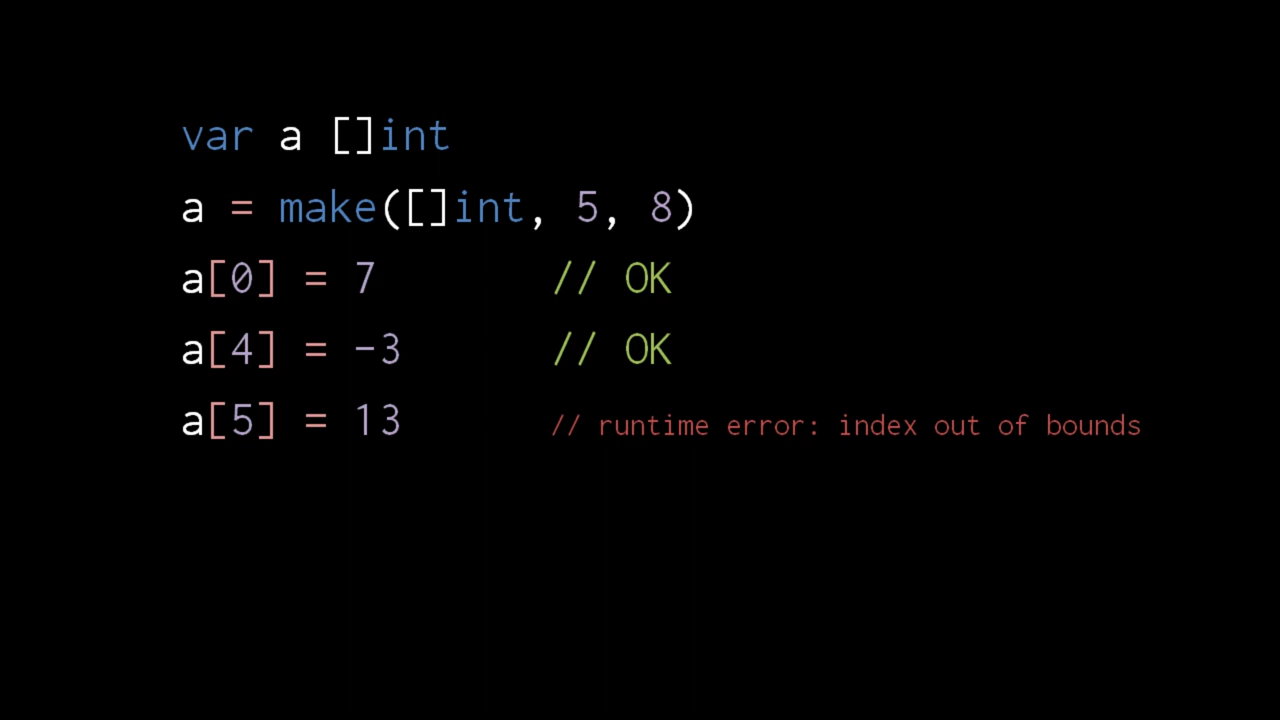 var a []int
a = make([]int, 5, 8)
a[0] = 7 // OK
a[4] = -3 // OK
a[5] = 13 // runtime error: index out of bounds